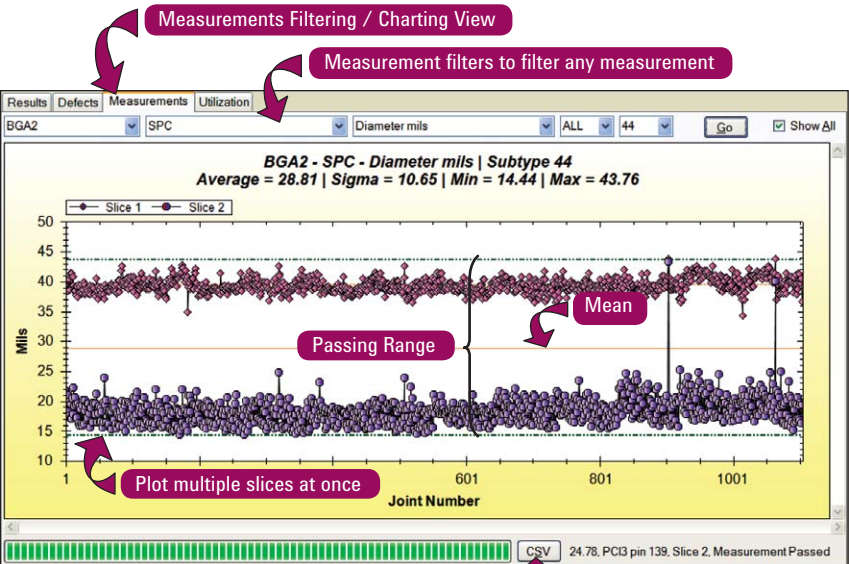 Measurements Filtering / Charting View
Measurement filters to filter any measurement
Results Defects Measurements Utilization
BGA2 SPC Diameter mils ALL 44 Go Show All
BGA2 - SPC - Diameter mils | Subtype 44
Average = 28.81 | Sigma = 10.65 | Min = 14.44 | Max = 43.76
Slice 1 Slice 2
50
45
40
35
30
25
20
15
10
Mils
Mean
Passing Range
Plot multiple slices at once
1 601 801 1001
Joint Number
CSV 24.78, PCI3 pin 139, Slice 2, Measurement Passed